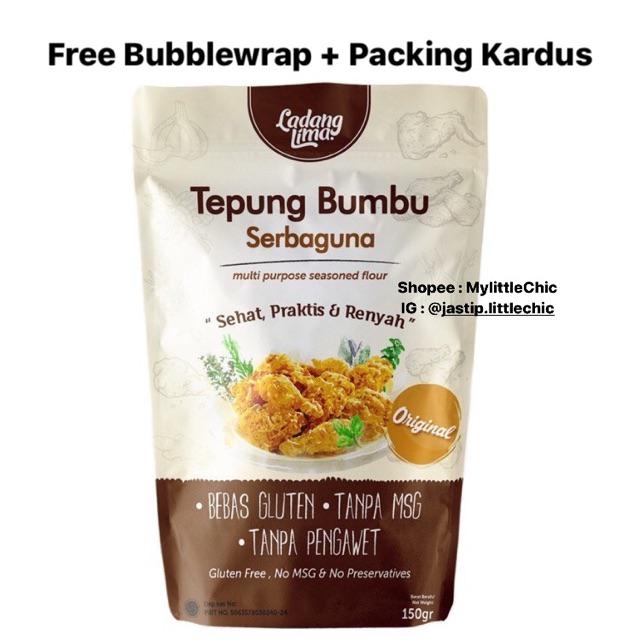 Free Bubblewrap + Packing Kardus
Ladang
Lima
Tepung Bumbu
Serbaguna
multi purpose seasoned flour
Shopee : MylittleChic
IG : @jastip.littlechic
" Sehat, Praktis & Renyah "
Original
• BEBAS GLUTEN • TANPA MSG
• TANPA PENGAWET
Gluten Free , No MSG & No Preservatives
150gr